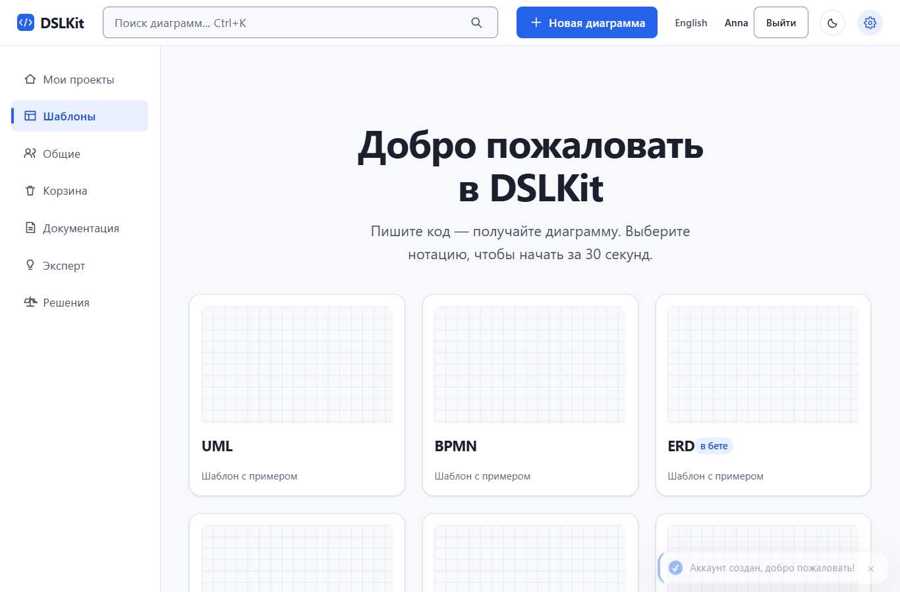 DSLKit
Поиск диаграмм... Ctrl+K
Новая диаграмма
English
Anna
Выйти
Мои проекты
Шаблоны
Общие
Корзина
Документация
Эксперт
Решения
Добро пожаловать
в DSLKit
Пишите код — получайте диаграмму. Выберите
нотацию, чтобы начать за 30 секунд.
UML
Шаблон с примером
BPMN
Шаблон с примером
ERD в бете
Шаблон с примером
Аккаунт создан, добро пожаловать!